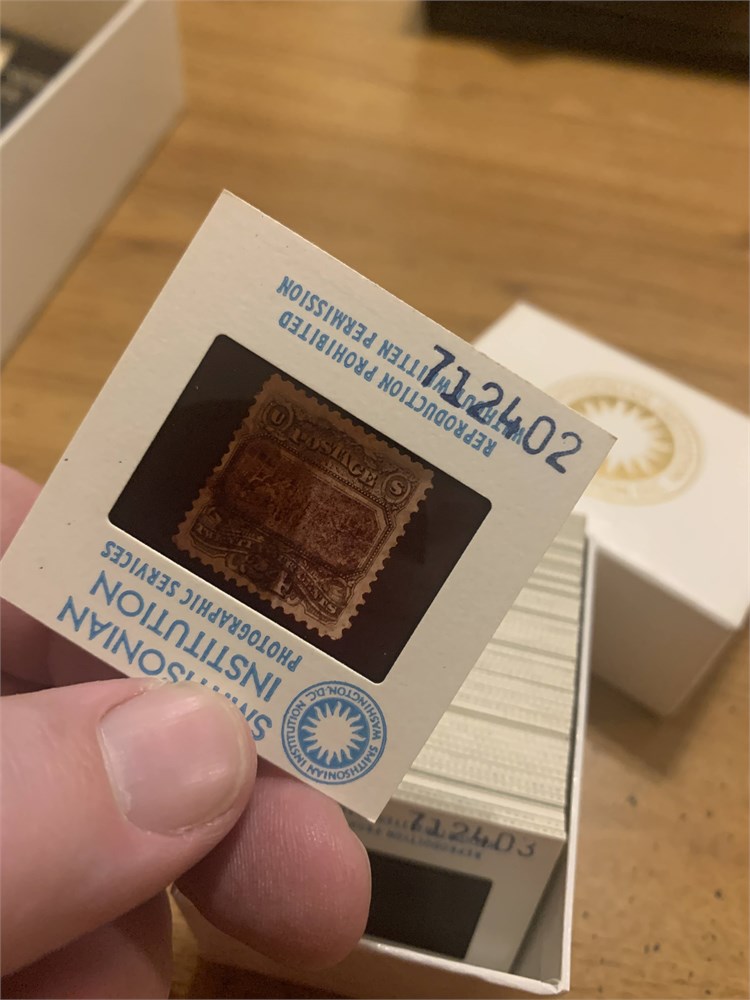 712402
REPRODUCTION PROHIBITED
WITHOUT WRITTEN PERMISSION
U POSTAGE S
SMITHSONIAN
INSTITUTION
PHOTOGRAPHIC SERVICES
SMITHSONIAN INSTITUTION
WASHINGTON, D.C.
712403